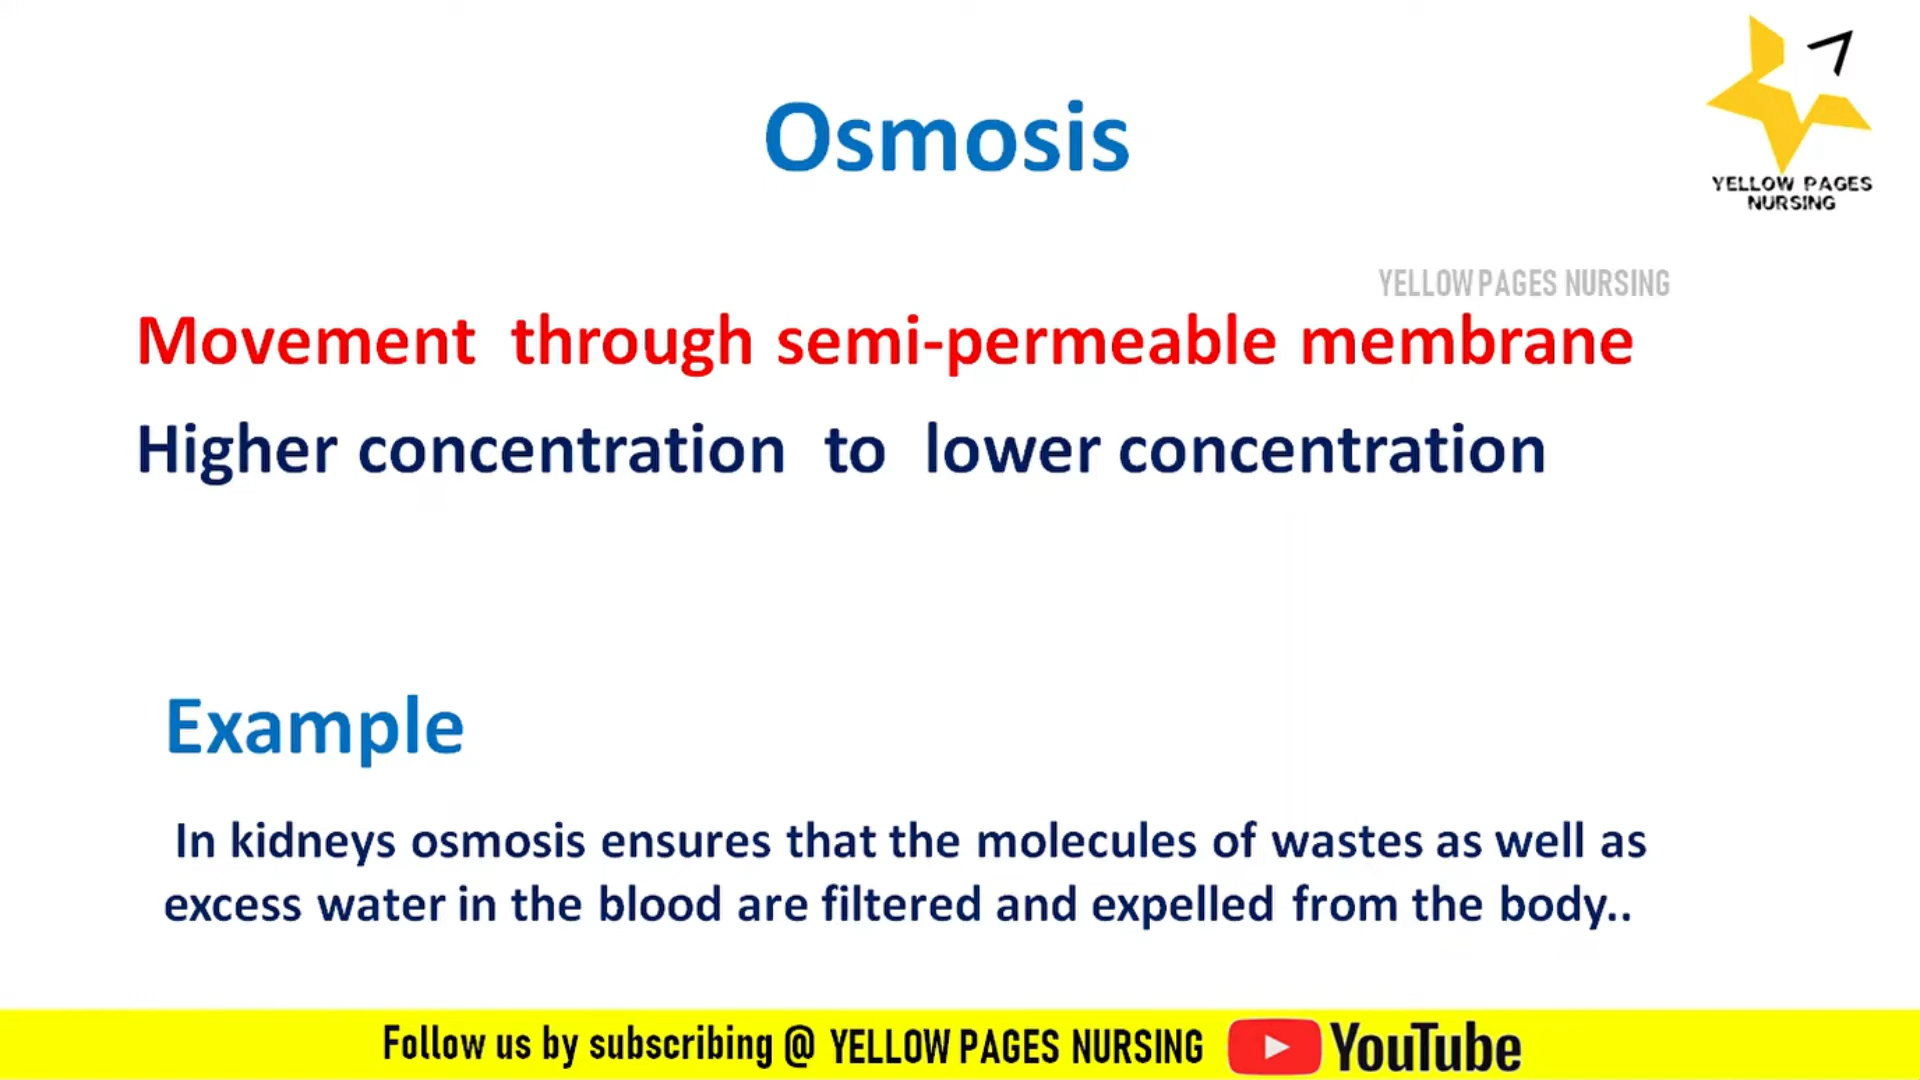 YELLOW PAGES
NURSING
Osmosis
YELLOW PAGES NURSING
Movement through semi-permeable membrane
Higher concentration to lower concentration
Example
In kidneys osmosis ensures that the molecules of wastes as well as
excess water in the blood are filtered and expelled from the body..
Follow us by subscribing @ YELLOW PAGES NURSING YouTube